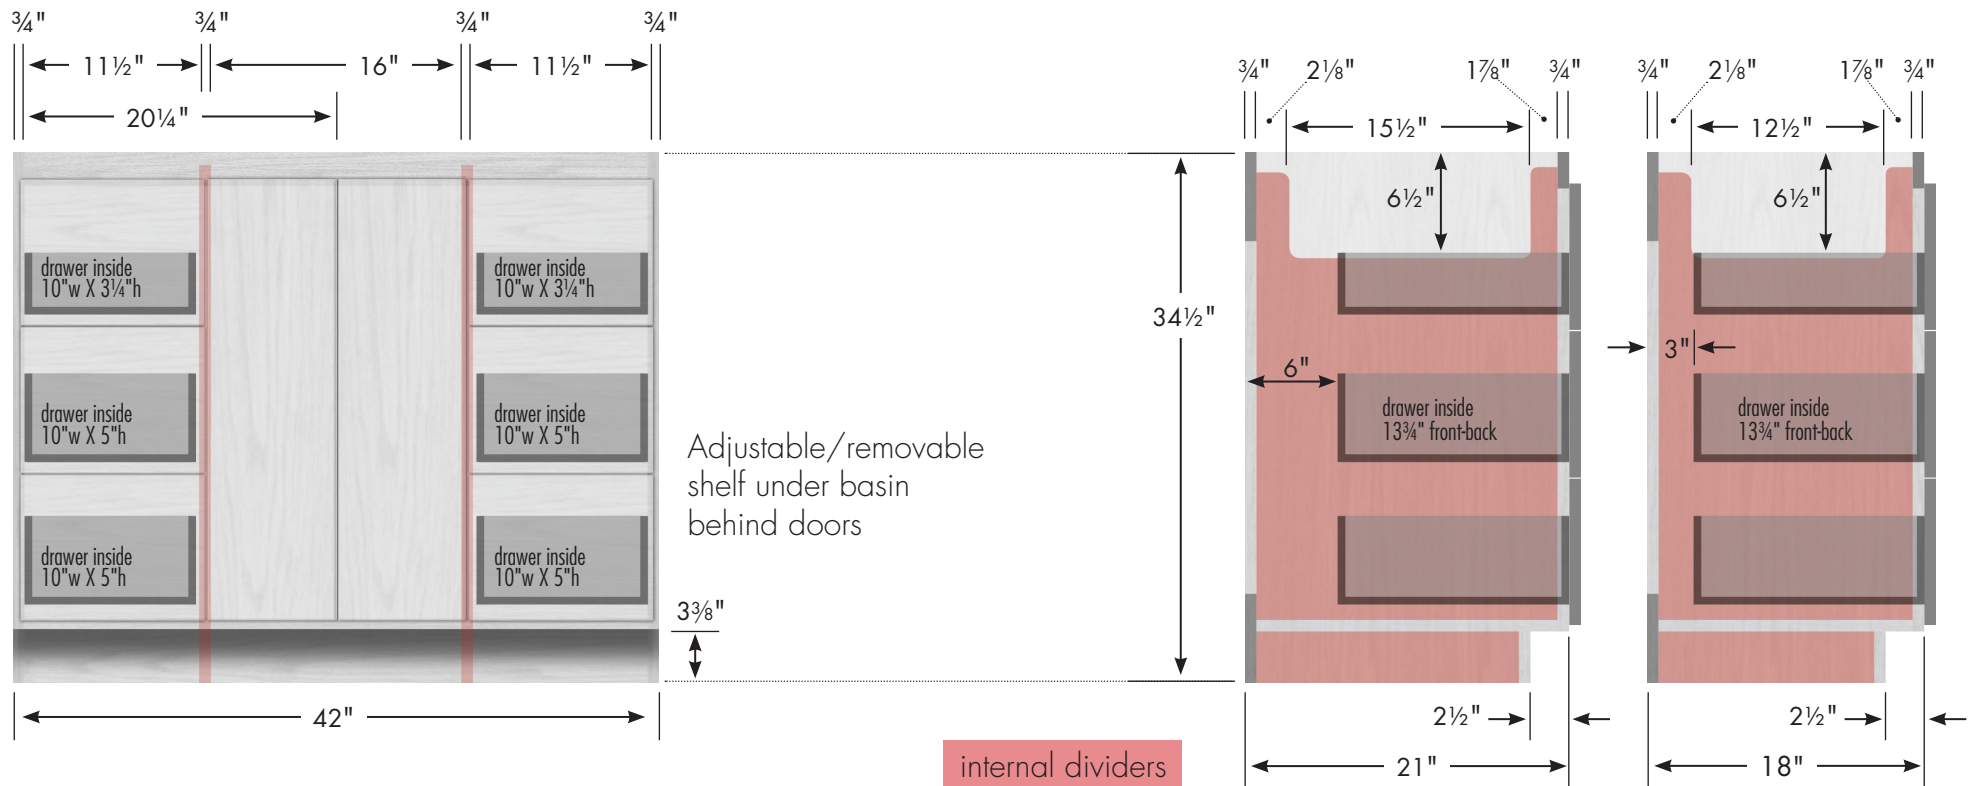 ¾" ¾" ¾" ¾"
11½" 16" 11½"
20¼"
¾" 2⅛" 1⅞" ¾" ¾" 2⅛" 1⅞" ¾"
15½" 12½"
6½" 6½"
drawer inside
10"w X 3¼"h
drawer inside
10"w X 3¼"h
34½"
3"
6"
drawer inside
10"w X 5"h
drawer inside
10"w X 5"h
drawer inside
13¾" front-back
drawer inside
13¾" front-back
Adjustable/removable
shelf under basin
behind doors
drawer inside
10"w X 5"h
drawer inside
10"w X 5"h
3⅜"
42"
2½" 2½"
internal dividers
21" 18"